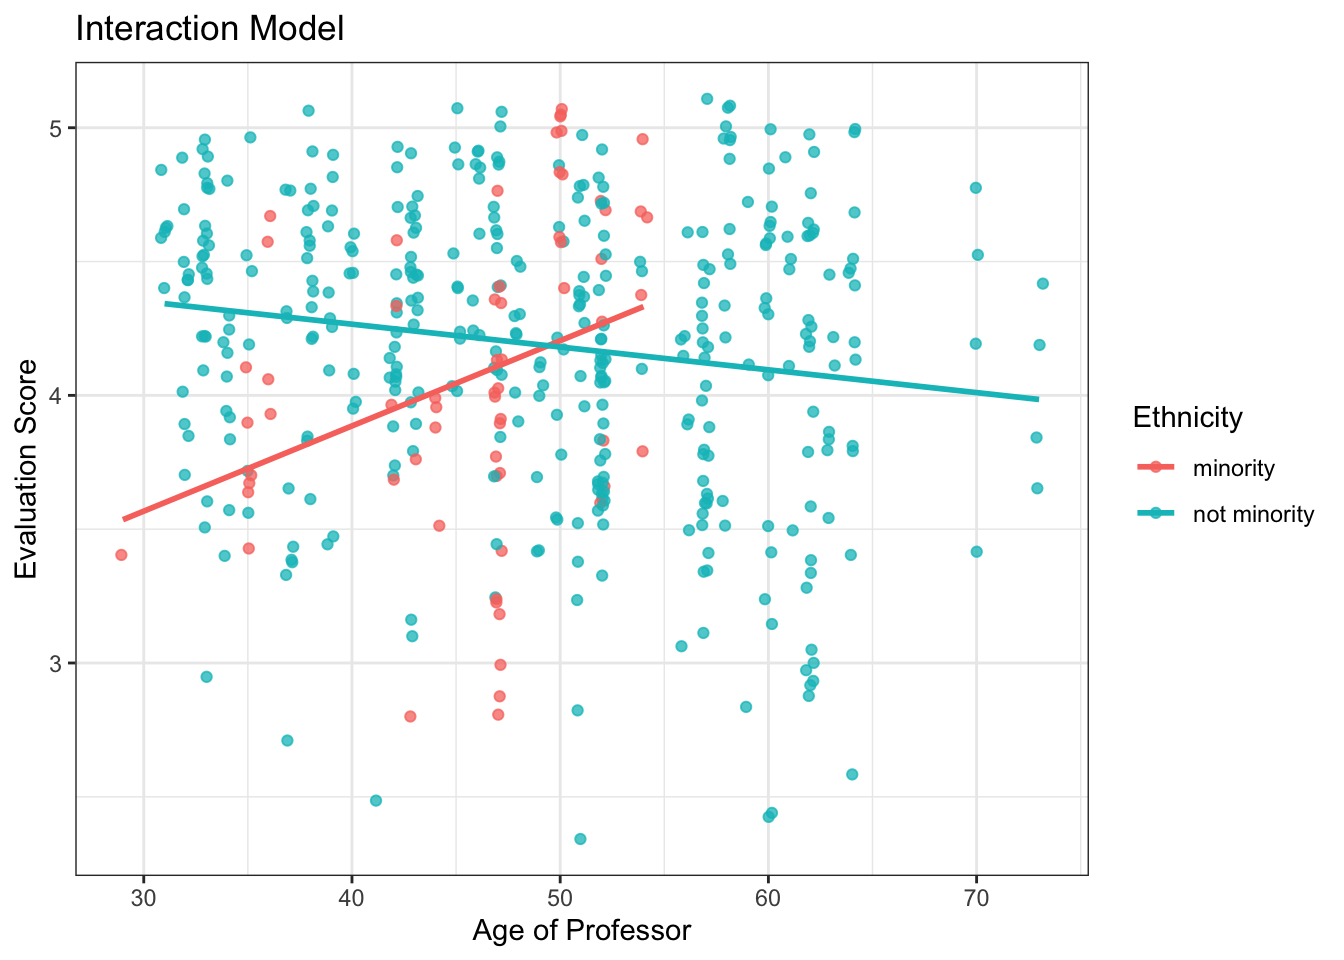 Interaction Model
5
4
3
Evaluation Score
30 40 50 60 70
Age of Professor
Ethnicity
minority
not minority